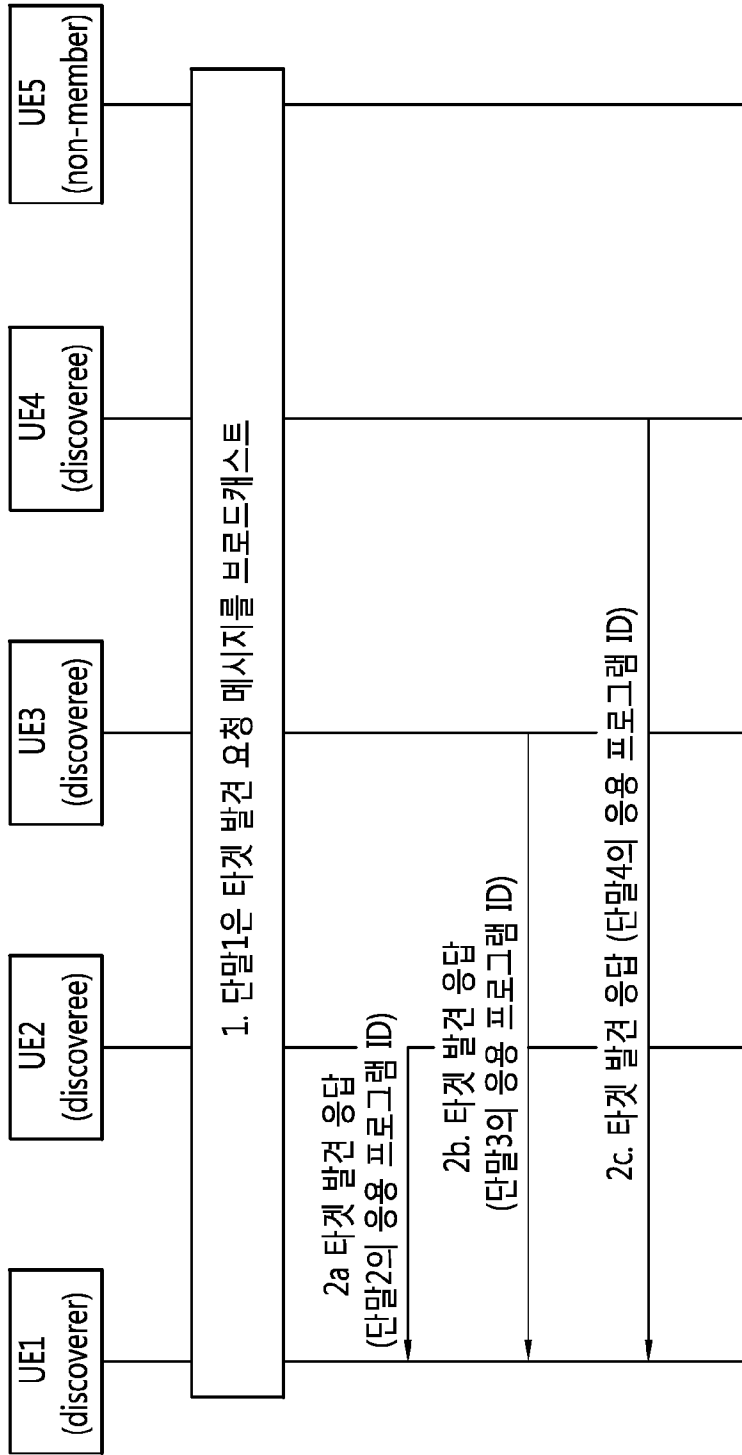 UE1
(discoverer)
UE2
(discoveree)
UE3
(discoveree)
UE4
(discoveree)
UE5
(non-member)
1. 단말1은 타겟 발견 요청 메시지를 브로드캐스트
2a 타겟 발견 응답
(단말2의 응용 프로그램 ID)
2b. 타겟 발견 응답
(단말3의 응용 프로그램 ID)
2c. 타겟 발견 응답 (단말4의 응용 프로그램 ID)